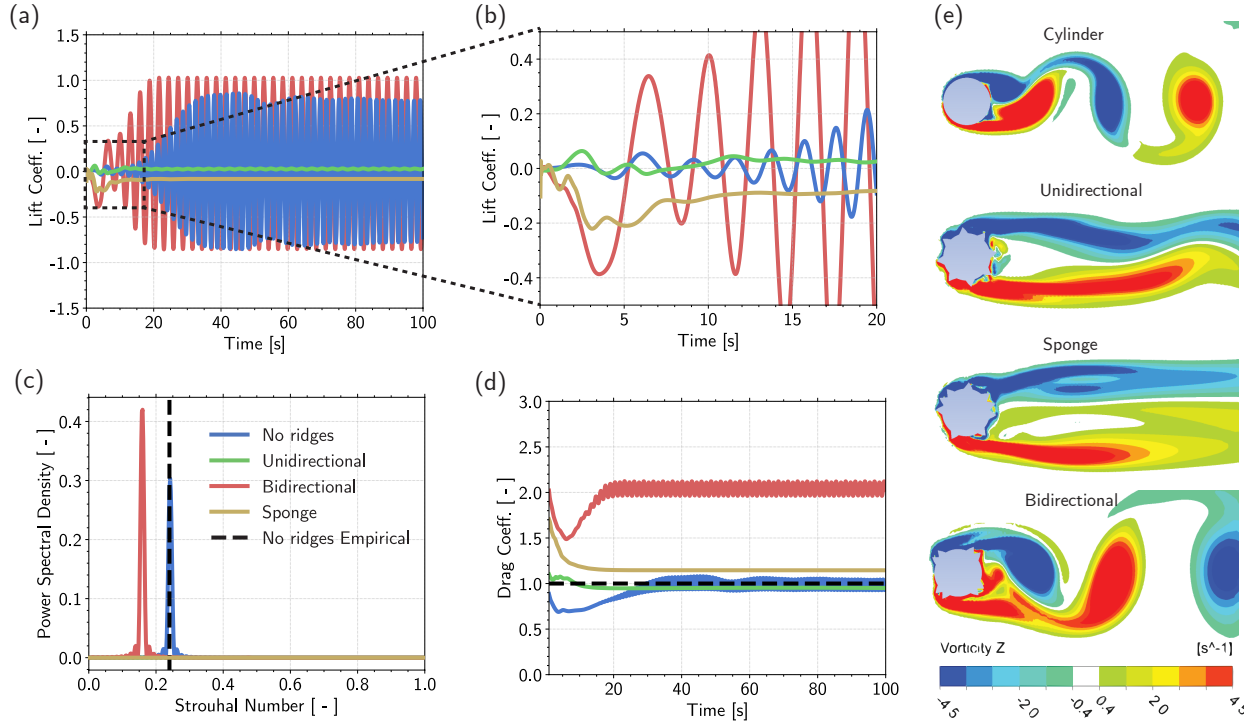 (a)
1.5
1.0
0.5
0.0
-0.5
-1.0
-1.5
0 20 40 60 80 100
Lift Coeff. [ - ]
Time [s]
(b)
0.4
0.2
0.0
-0.2
-0.4
0 5 10 15 20
Lift Coeff. [ - ]
Time [s]
(c)
0.4
0.3
0.2
0.1
0.0
0.0 0.2 0.4 0.6 0.8 1.0
Power Spectral Density [ - ]
Strouhal Number [ - ]
No ridges
Unidirectional
Bidirectional
Sponge
No ridges Empirical
(d)
3.0
2.5
2.0
1.5
1.0
0.5
0.0
20 40 60 80 100
Drag Coeff. [ - ]
Time [s]
(e)
Cylinder
Unidirectional
Sponge
Bidirectional
Vorticity Z [s^-1]
-4.5 -2.0 -0.4 0.4 2.0 4.5